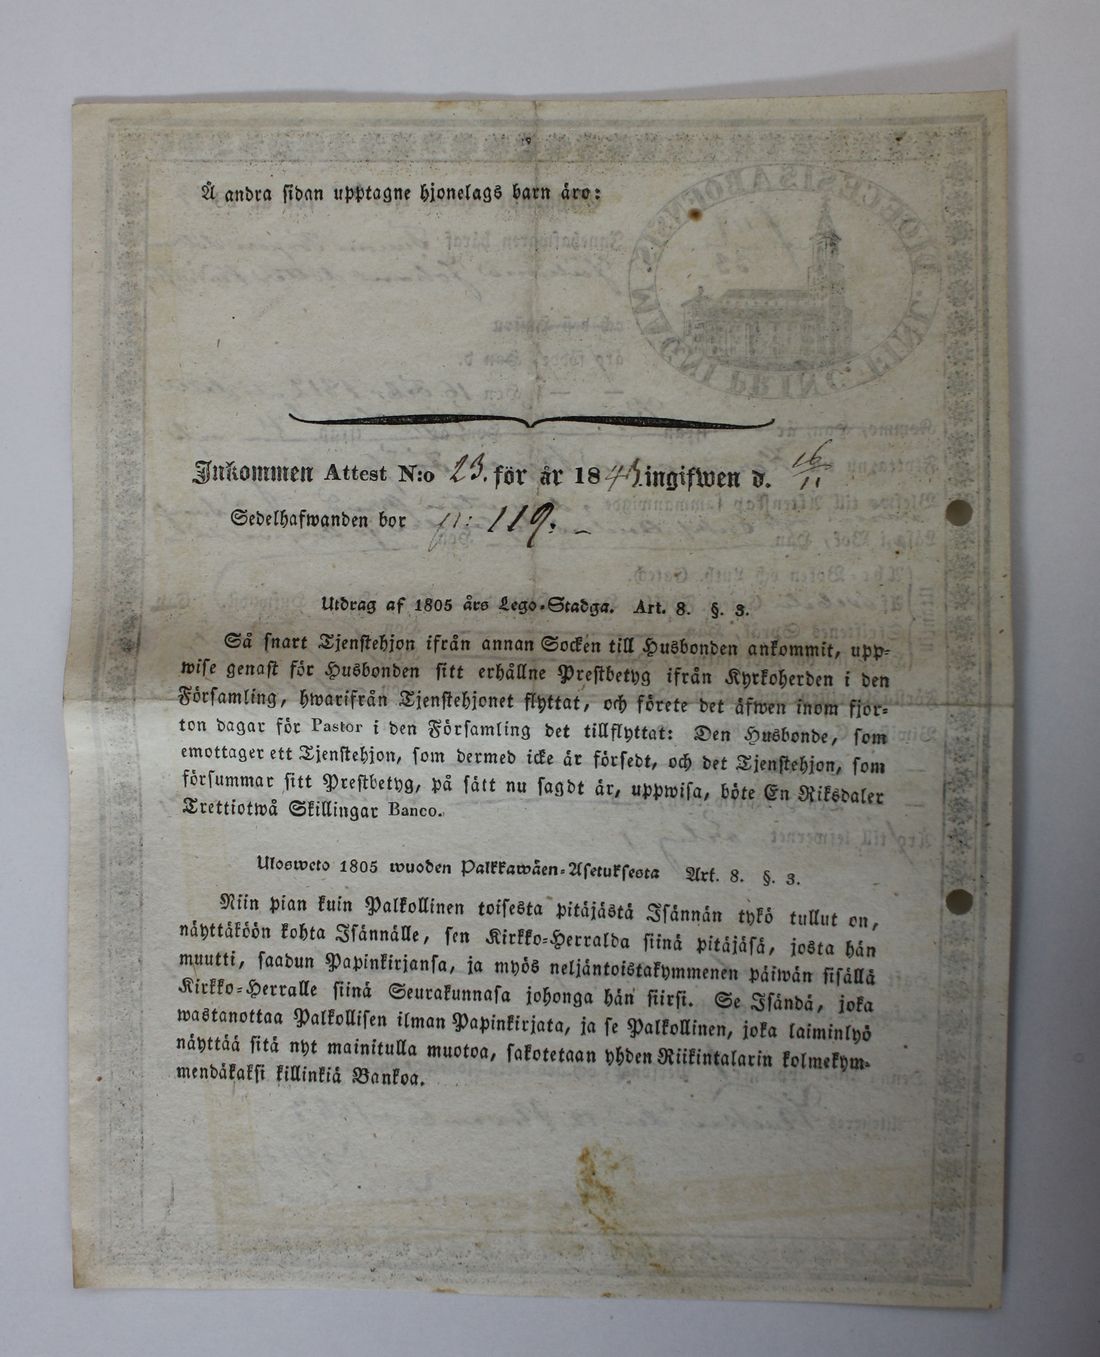 Å andra sidan upptagne hjonelags barn äro:
Inkommen Attest N:o 23. för år 1843. ingifwen d. 16/11
Sedelhafwanden bor p: 119.
Utdrag af 1805 års Lego-Stadga. Art. 8. §. 3.
Så snart Tjenstehjon ifrån annan Socken till Husbonden ankommit, upp-
wise genast för Husbonden sitt erhållne Prestbetyg ifrån Kyrkoherden i den
Församling, hwarifrån Tjenstehjonet flyttat, och förete det äfwen inom fjor-
ton dagar för Pastor i den Församling det tillflyttat: Den Husbonde, som
emottager ett Tjenstehjon, som dermed icke är försedt, och det Tjenstehjon, som
försummar sitt Prestbetyg, på sätt nu sagdt är, uppwisa, böte En Riksdaler
Trettiotwå Skillingar Banco.
Ulosweto 1805 wuoden Palkkawäen-Asetuksesta Art. 8. §. 3.
Niin pian kuin Palkollinen toisesta pitäjästä Isännän tykö tullut on,
näyttäköön kohta Isännälle, sen Kirkko-Herralda siinä pitäjäsä, josta hän
muutti, saadun Papinkirjansa, ja myös neljäntoistakymmenen päiwän sisällä
Kirkko-Herralle siinä Seurakunnasa johonga hän siirsi. Se Isändä, joka
wastanottaa Palkollisen ilman Papinkirjata, ja se Palkollinen, joka laiminlyö
näyttää sitä nyt mainitulla muotoa, sakotetaan yhden Riikintalarin kolmekym-
mendäkaksi killinkiä Bankoa.